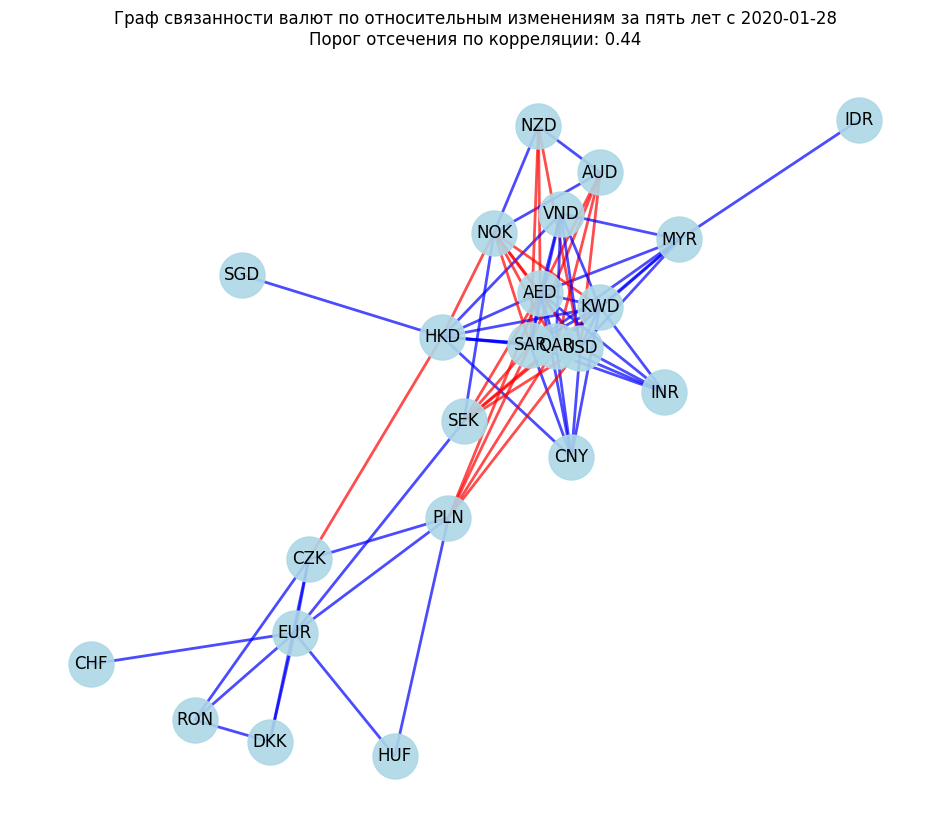 Граф связанности валют по относительным изменениям за пять лет с 2020-01-28
Порог отсечения по корреляции: 0.44
IDR
NZD
AUD
VND
NOK
MYR
SGD
AED
KWD
HKD
SAR
QAR
USD
INR
SEK
CNY
PLN
CZK
EUR
CHF
RON
DKK
HUF